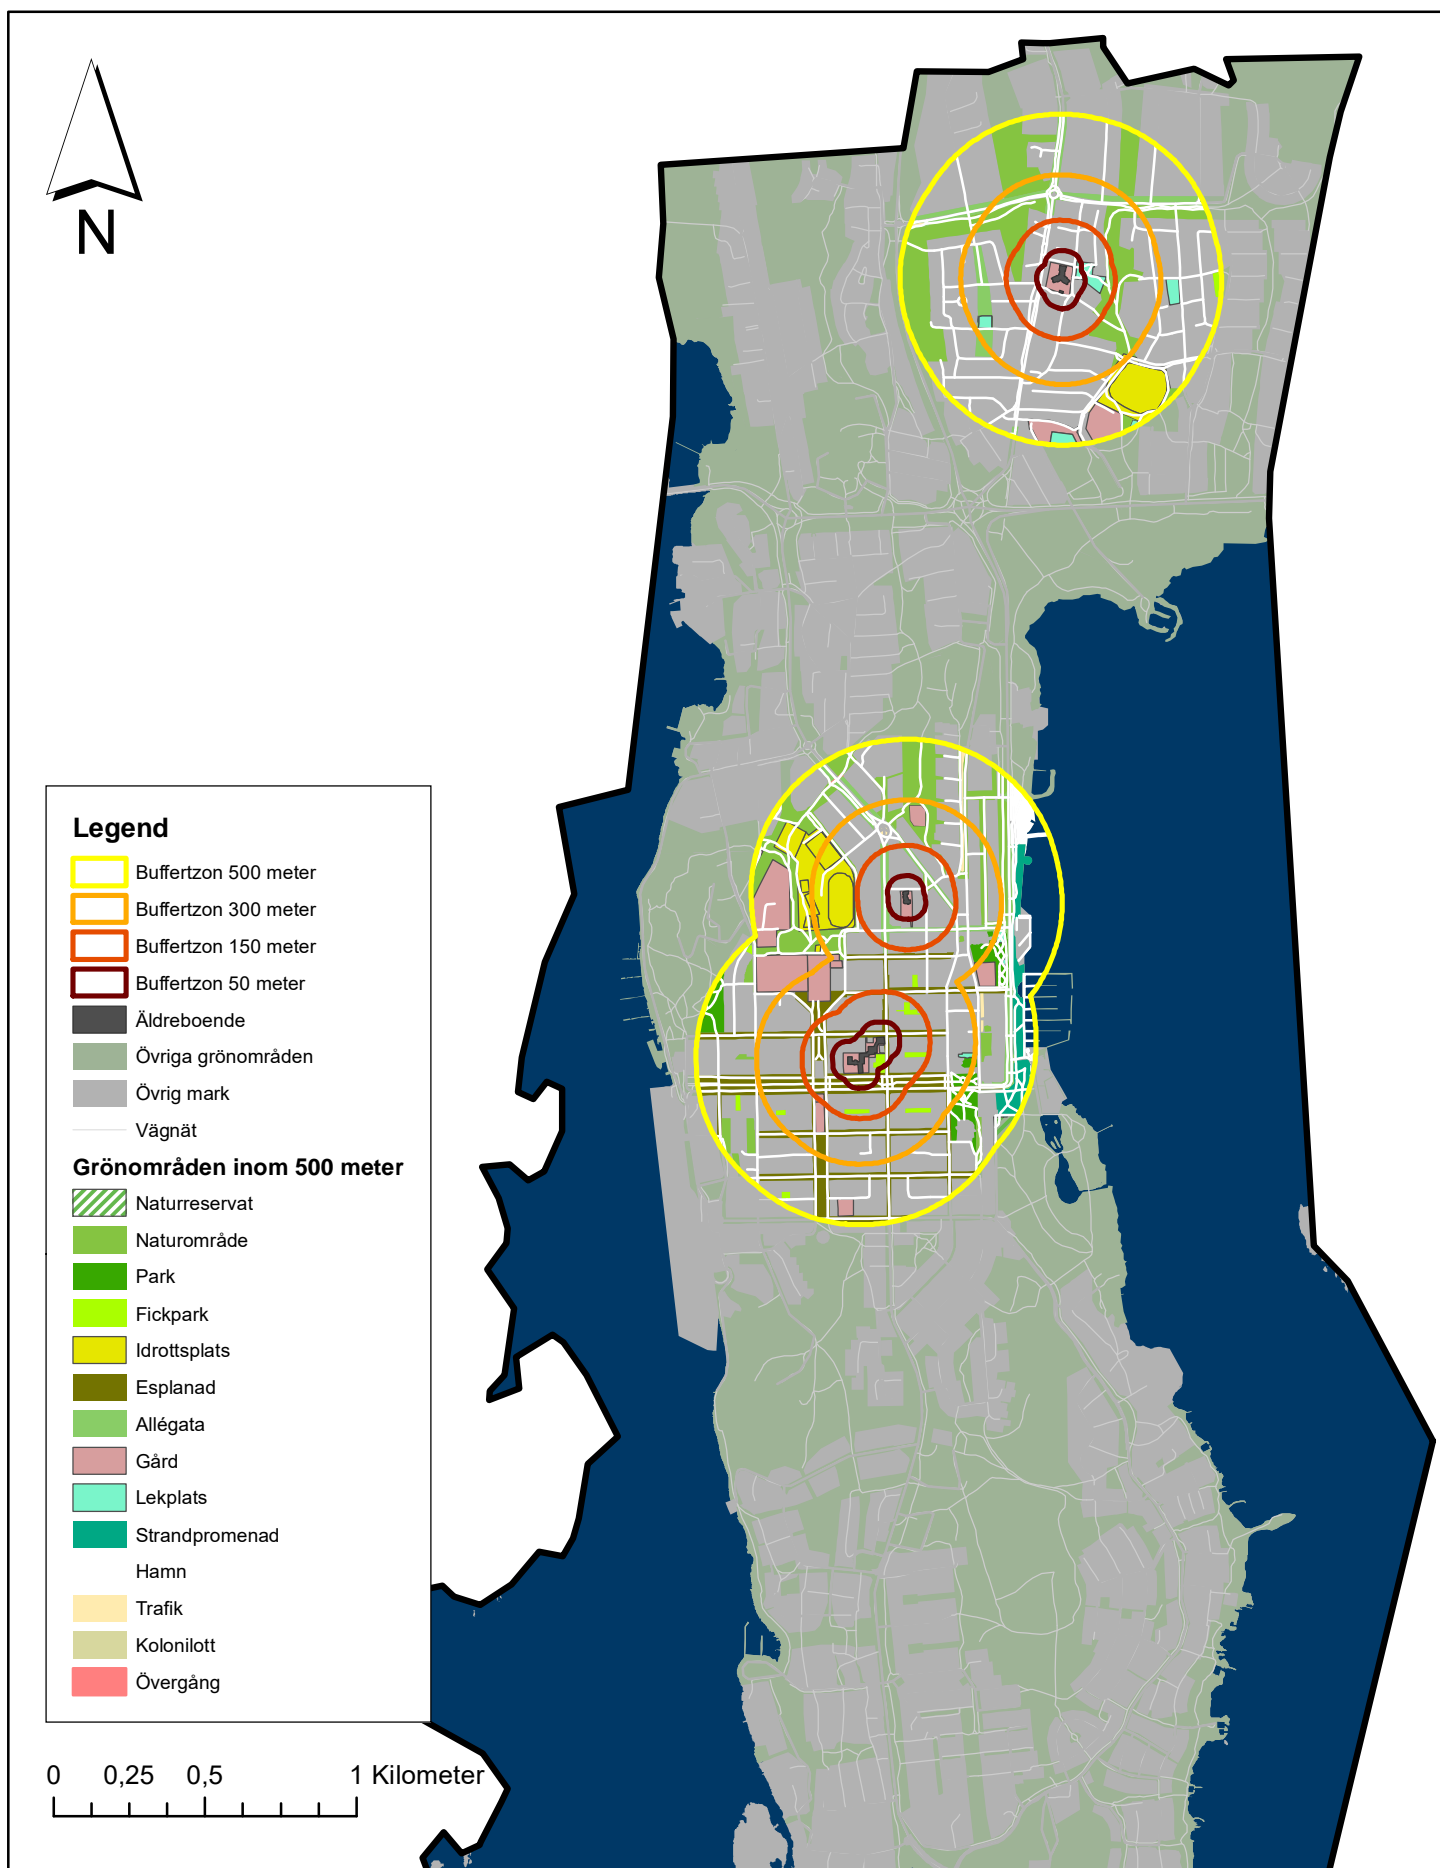 N
Legend
Buffertzon 500 meter
Buffertzon 300 meter
Buffertzon 150 meter
Buffertzon 50 meter
Äldreboende
Övriga grönområden
Övrig mark
Vägnät
Grönområden inom 500 meter
Naturreservat
Naturområde
Park
Fickpark
Idrottsplats
Esplanad
Allégata
Gård
Lekplats
Strandpromenad
Hamn
Trafik
Kolonilott
Övergång
0 0,25 0,5 1 Kilometer